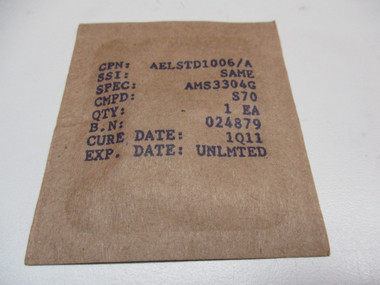 CPN: AELSTD1006/A
SSI: SAME
SPEC: AMS3304G
CMPD: S70
QTY: 1 EA
B.N: 024879
CURE DATE: 1Q11
EXP. DATE: UNLMTED